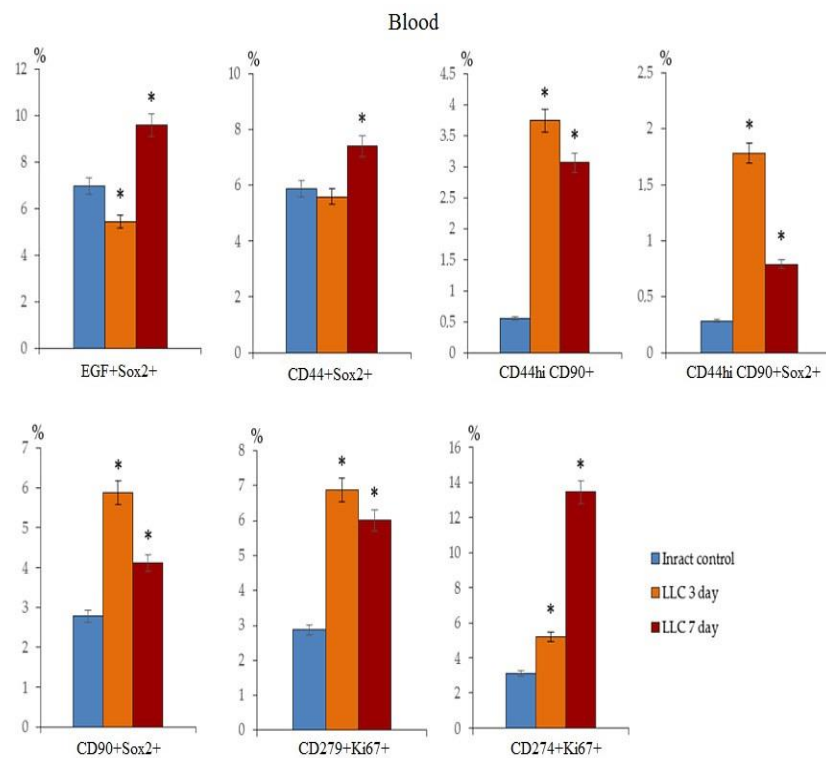 Blood
% % % %
12 10 4.5 2.5
10 8 4 2
8 6 3.5 1.5
6 4 3 1
4 2 2.5 0.5
2 0 2 0
0 1.5
1
0.5
0
* * * * * * *
EGF+Sox2+ CD44+Sox2+ CD44hi CD90+ CD44hi CD90+Sox2+
% % %
7 8 16
6 7 14
5 6 12
4 5 10
3 4 8
2 3 6
1 2 4
0 1 2
0 0
* * * * * *
Inract control
LLC 3 day
LLC 7 day
CD90+Sox2+ CD279+Ki67+ CD274+Ki67+